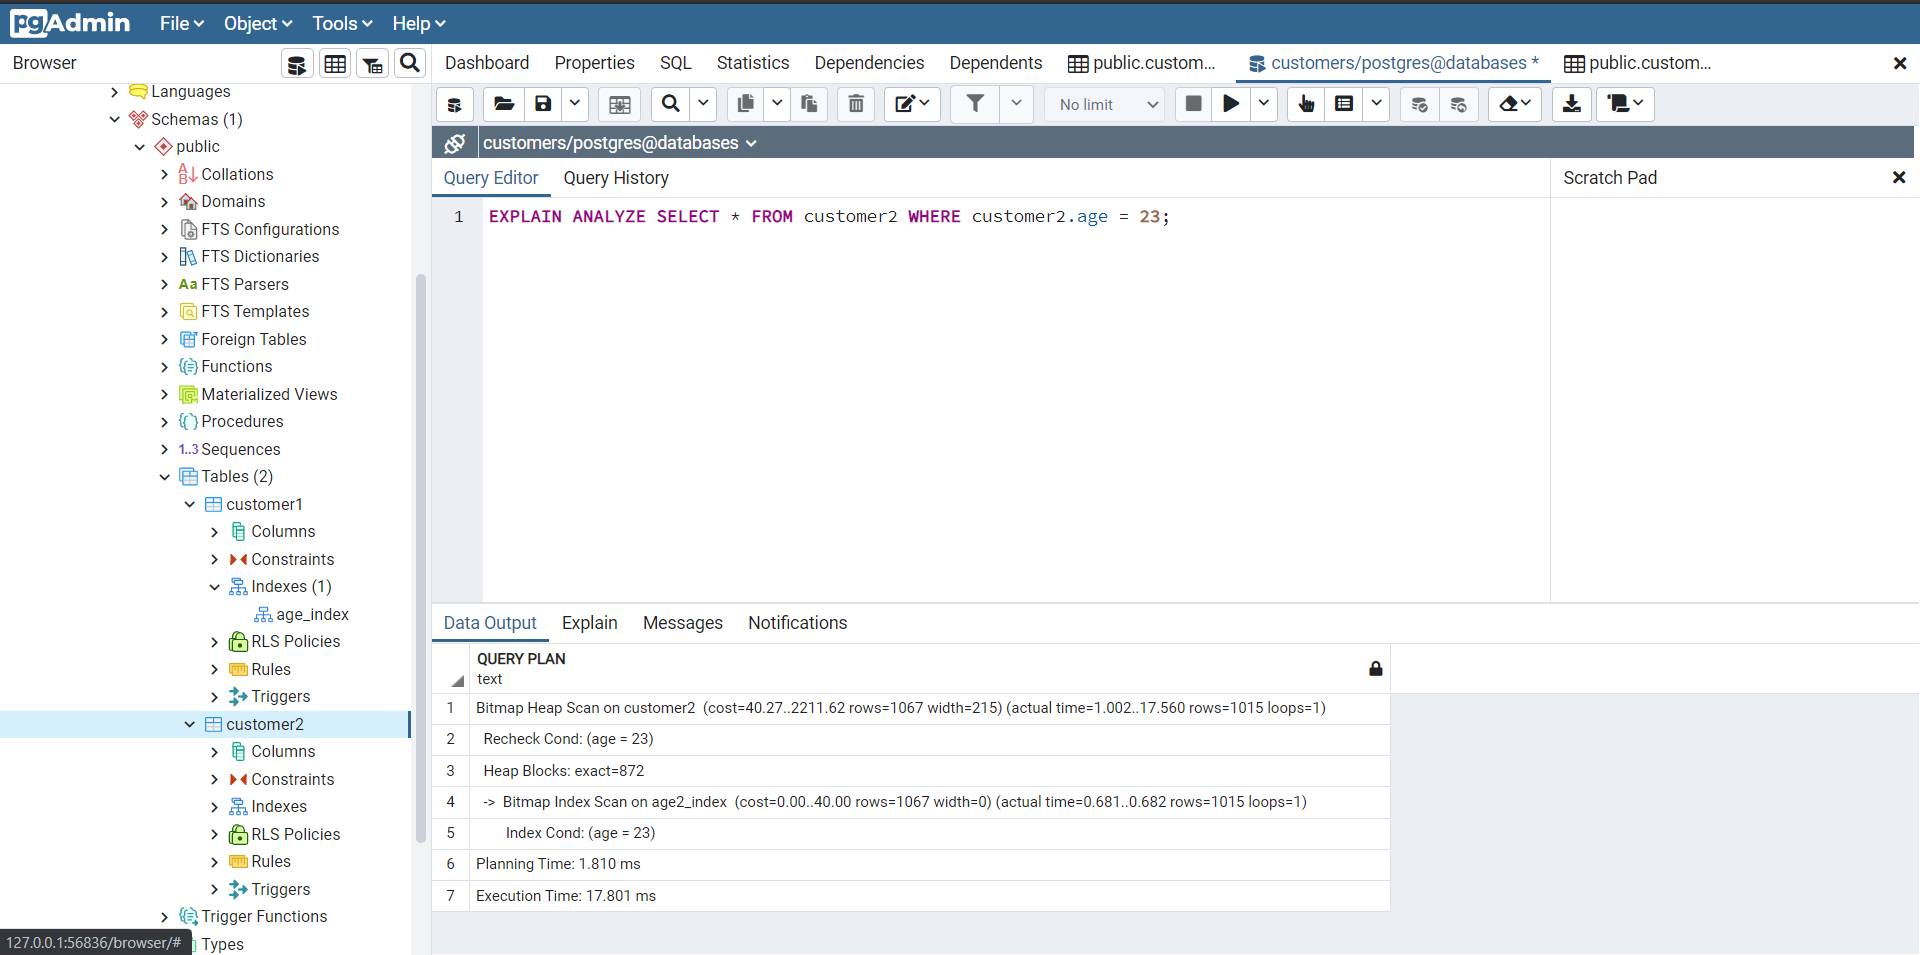 pgAdmin File Object Tools Help
Browser
Dashboard Properties SQL Statistics Dependencies Dependents public.custom... customers/postgres@databases * public.custom...
No limit
customers/postgres@databases
Query Editor Query History
Scratch Pad
1 EXPLAIN ANALYZE SELECT * FROM customer2 WHERE customer2.age = 23;
Languages
Schemas (1)
public
Collations
Domains
FTS Configurations
FTS Dictionaries
Aa FTS Parsers
FTS Templates
Foreign Tables
Functions
Materialized Views
Procedures
1..3 Sequences
Tables (2)
customer1
Columns
Constraints
Indexes (1)
age_index
RLS Policies
Rules
Triggers
customer2
Columns
Constraints
Indexes
RLS Policies
Rules
Triggers
Trigger Functions
Types
127.0.0.1:56836/browser/#
Data Output Explain Messages Notifications
QUERY PLAN
text
1 Bitmap Heap Scan on customer2 (cost=40.27..2211.62 rows=1067 width=215) (actual time=1.002..17.560 rows=1015 loops=1)
2 Recheck Cond: (age = 23)
3 Heap Blocks: exact=872
4 -> Bitmap Index Scan on age2_index (cost=0.00..40.00 rows=1067 width=0) (actual time=0.681..0.682 rows=1015 loops=1)
5 Index Cond: (age = 23)
6 Planning Time: 1.810 ms
7 Execution Time: 17.801 ms